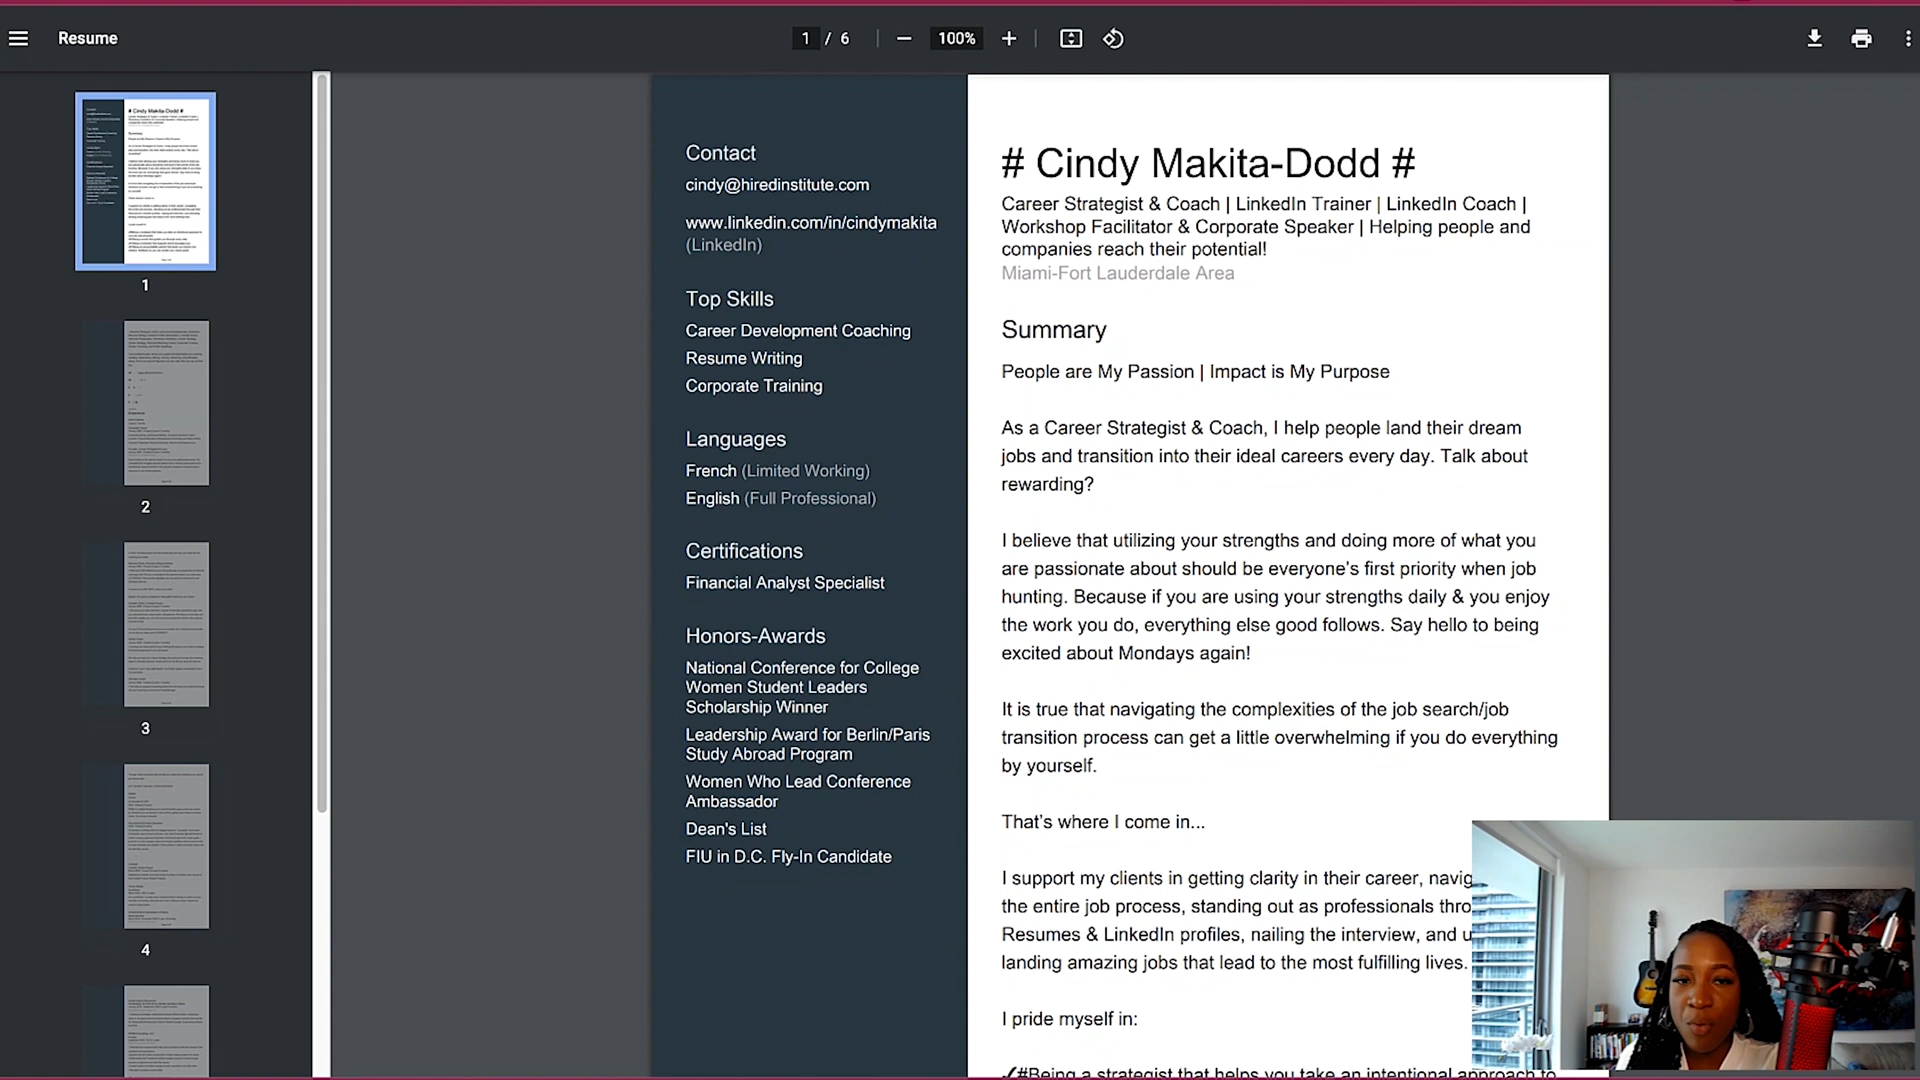 Resume
1 / 6
100%
1
2
3
4
Contact
cindy@hiredinstitute.com
www.linkedin.com/in/cindymakita
(LinkedIn)
Top Skills
Career Development Coaching
Resume Writing
Corporate Training
Languages
French (Limited Working)
English (Full Professional)
Certifications
Financial Analyst Specialist
Honors-Awards
National Conference for College
Women Student Leaders
Scholarship Winner
Leadership Award for Berlin/Paris
Study Abroad Program
Women Who Lead Conference
Ambassador
Dean's List
FIU in D.C. Fly-In Candidate
# Cindy Makita-Dodd #
Career Strategist & Coach | LinkedIn Trainer | LinkedIn Coach |
Workshop Facilitator & Corporate Speaker | Helping people and
companies reach their potential!
Miami-Fort Lauderdale Area
Summary
People are My Passion | Impact is My Purpose
As a Career Strategist & Coach, I help people land their dream
jobs and transition into their ideal careers every day. Talk about
rewarding?
I believe that utilizing your strengths and doing more of what you
are passionate about should be everyone’s first priority when job
hunting. Because if you are using your strengths daily & you enjoy
the work you do, everything else good follows. Say hello to being
excited about Mondays again!
It is true that navigating the complexities of the job search/job
transition process can get a little overwhelming if you do everything
by yourself.
That’s where I come in...
I support my clients in getting clarity in their career,
the entire job process, standing out as professionals
Resumes & LinkedIn profiles, nailing the interview, and
landing amazing jobs that lead to the most fulfilling lives.
I pride myself in:
✓#Being a strategist that helps you take an intentional approach to